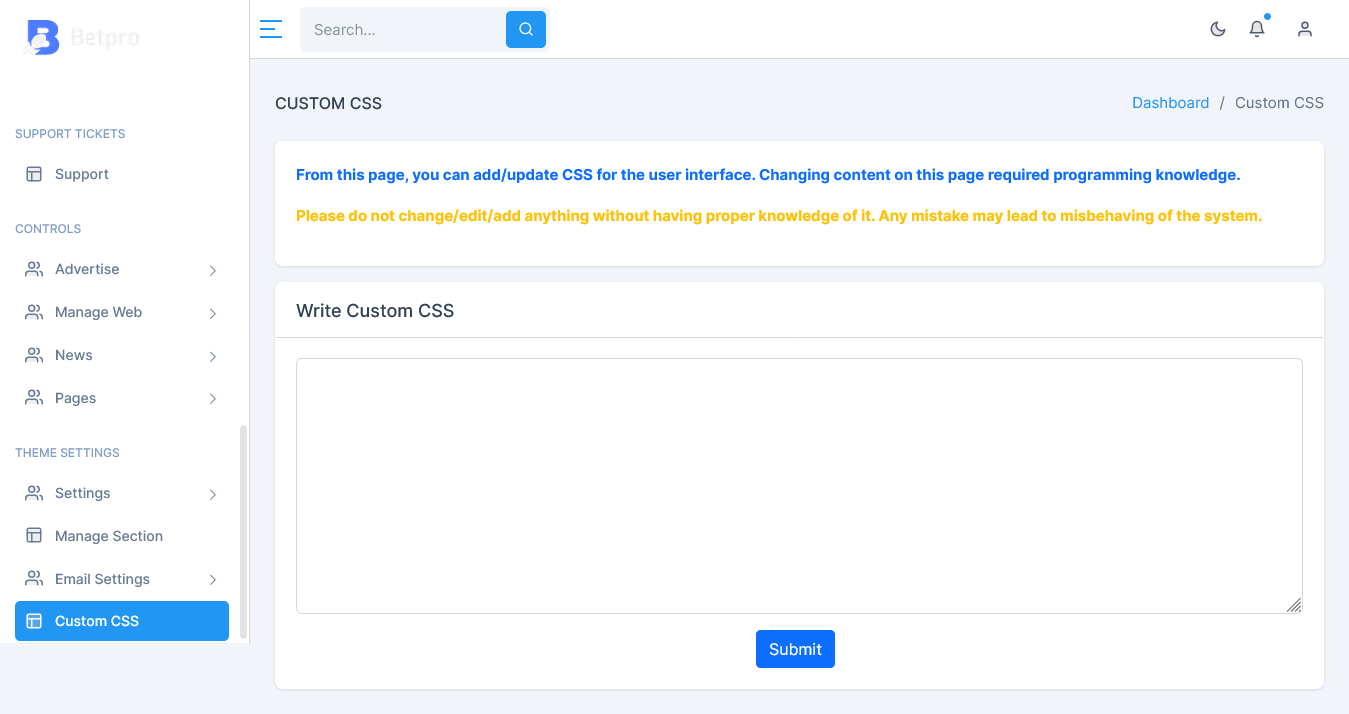 Betpro
Search...
SUPPORT TICKETS
Support
CONTROLS
Advertise
Manage Web
News
Pages
THEME SETTINGS
Settings
Manage Section
Email Settings
Custom CSS
CUSTOM CSS
Dashboard / Custom CSS
From this page, you can add/update CSS for the user interface. Changing content on this page required programming knowledge.
Please do not change/edit/add anything without having proper knowledge of it. Any mistake may lead to misbehaving of the system.
Write Custom CSS
Submit